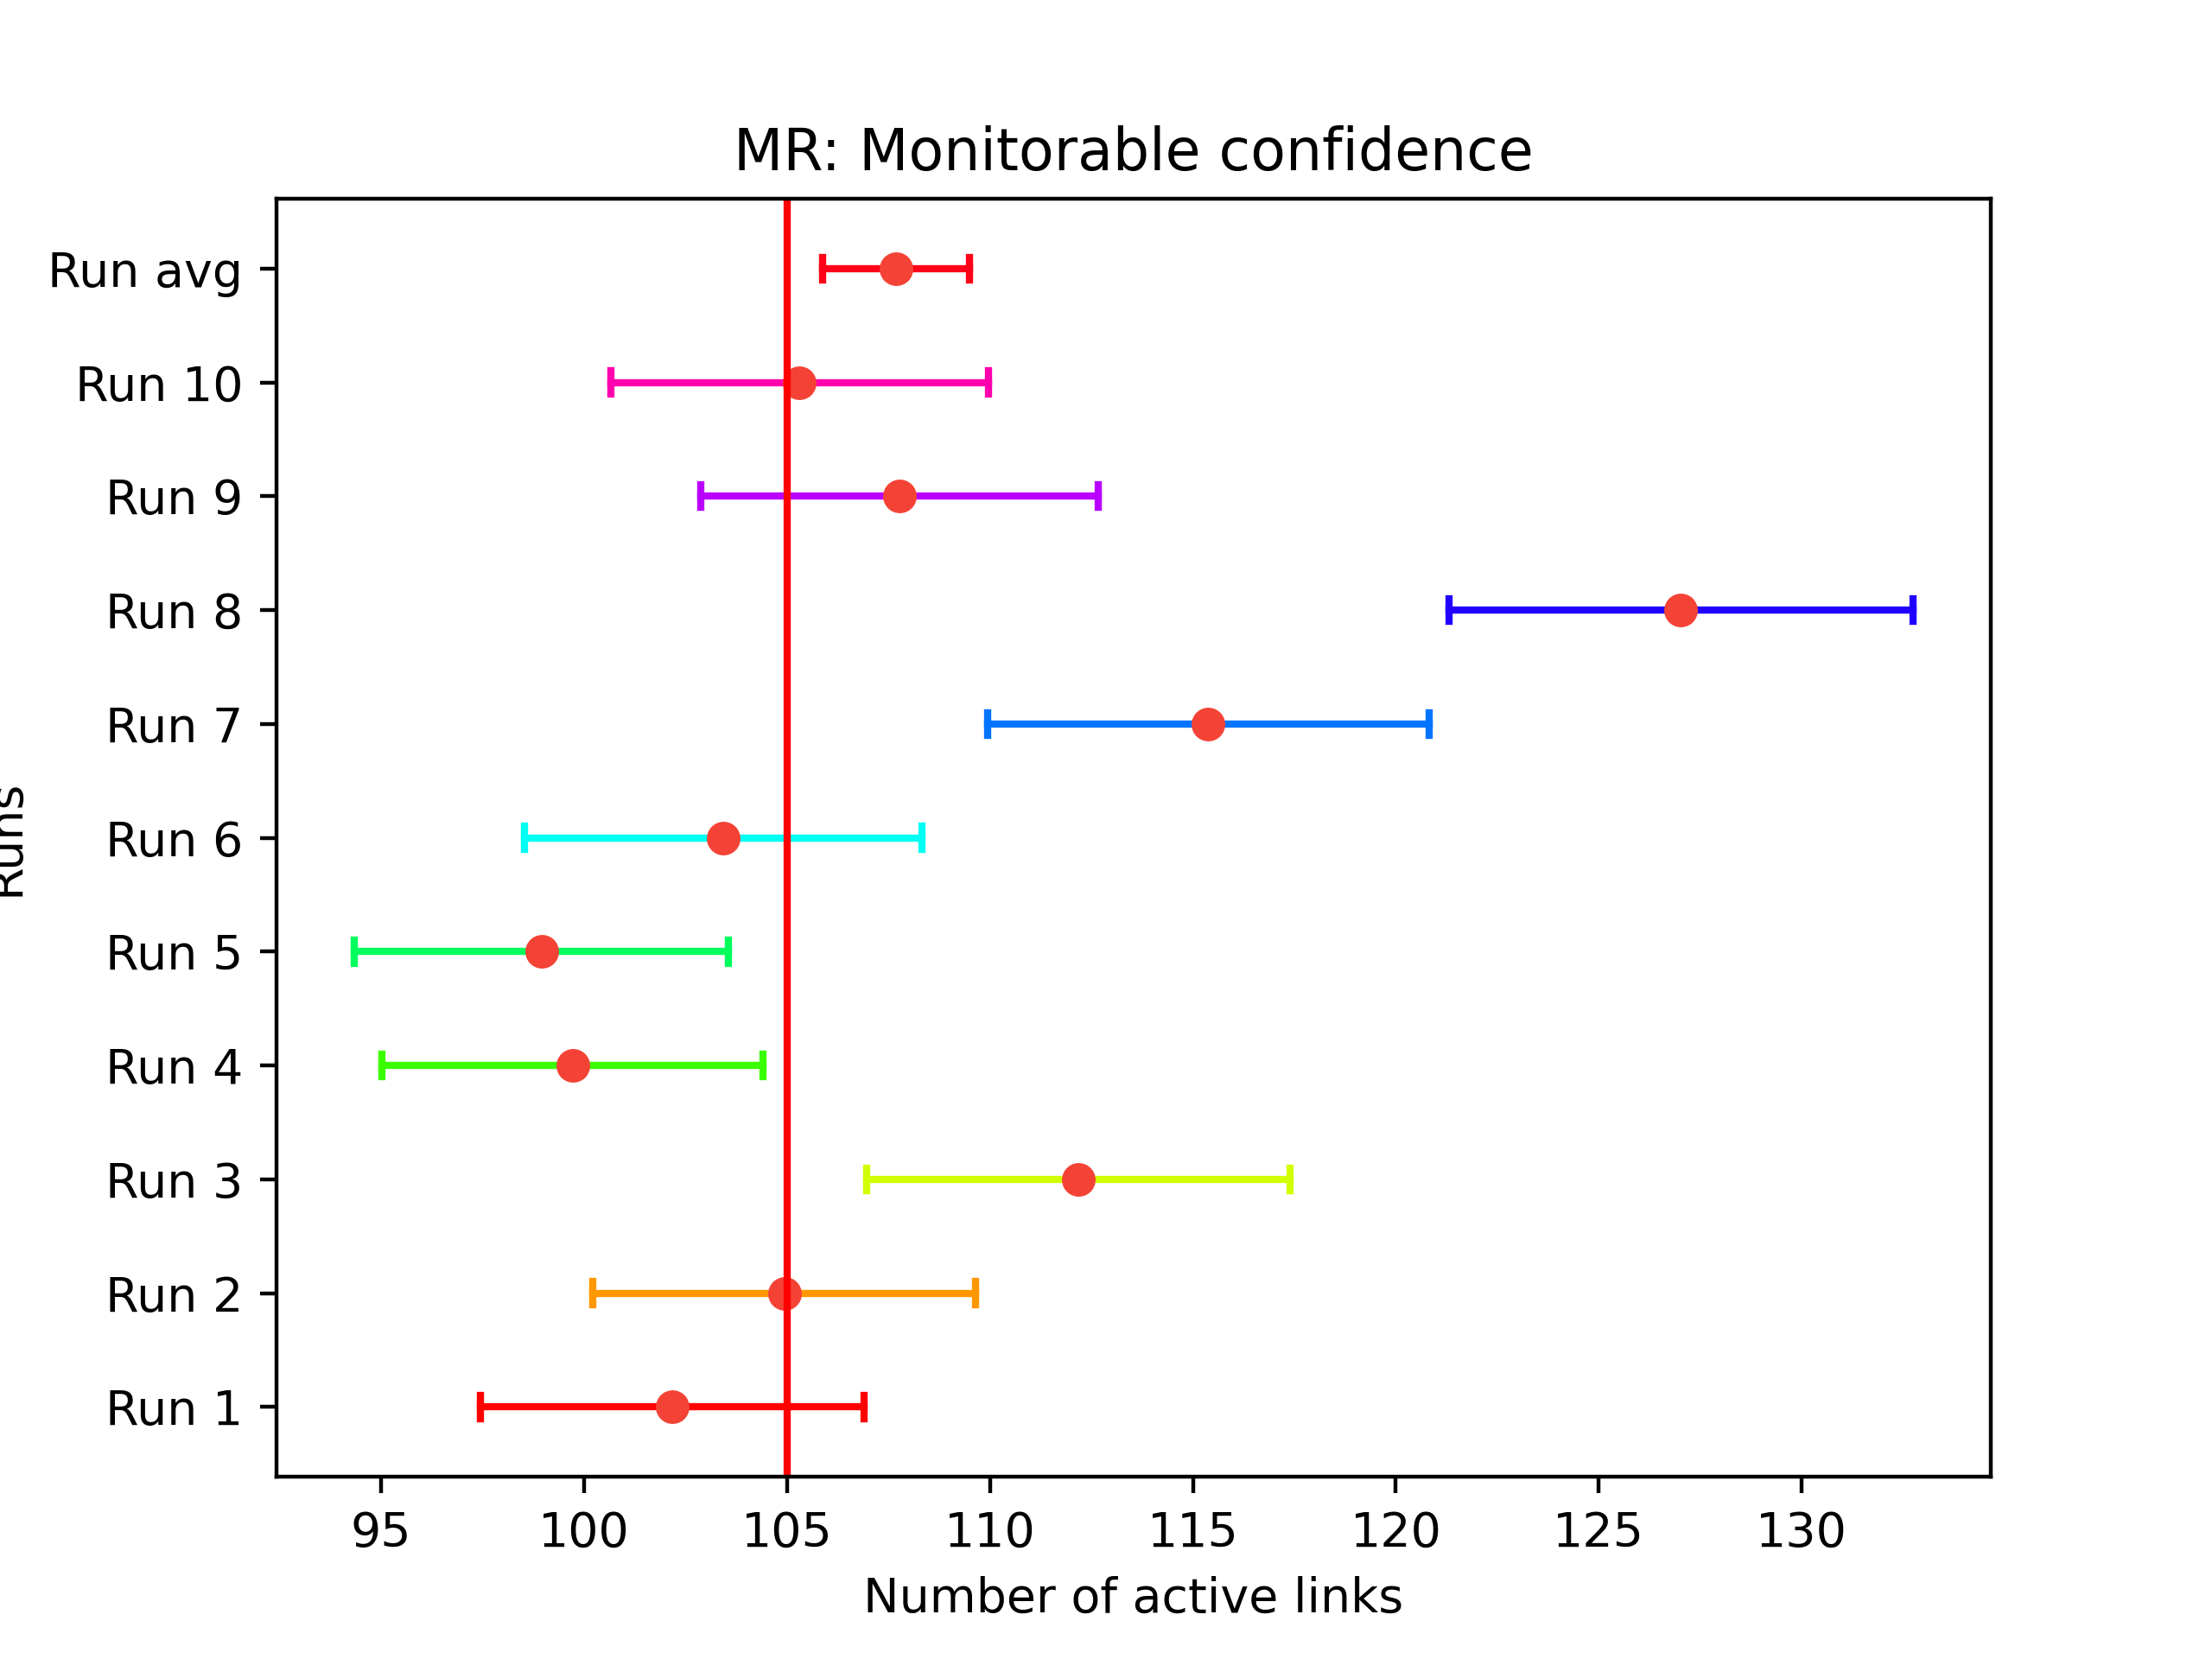 MR: Monitorable confidence
Run avg
Run 10
Run 9
Run 8
Run 7
Run 6
Run 5
Run 4
Run 3
Run 2
Run 1
Runs
95 100 105 110 115 120 125 130
Number of active links